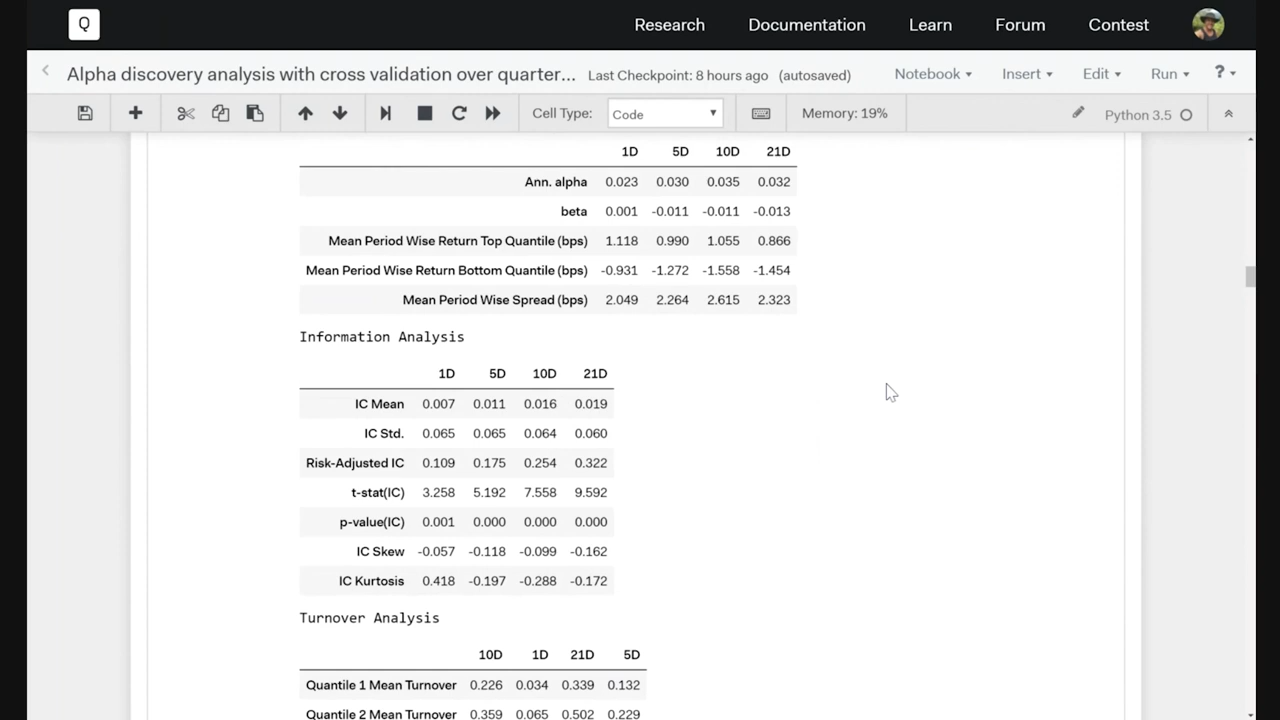 Q
Research Documentation Learn Forum Contest
Alpha discovery analysis with cross validation over quarter... Last Checkpoint: 8 hours ago (autosaved) Notebook Insert Edit Run ?
Cell Type: Code Memory: 19% Python 3.5
1D 5D 10D 21D
Ann. alpha 0.023 0.030 0.035 0.032
beta 0.001 -0.011 -0.011 -0.013
Mean Period Wise Return Top Quantile (bps) 1.118 0.990 1.055 0.866
Mean Period Wise Return Bottom Quantile (bps) -0.931 -1.272 -1.558 -1.454
Mean Period Wise Spread (bps) 2.049 2.264 2.615 2.323
Information Analysis
1D 5D 10D 21D
IC Mean 0.007 0.011 0.016 0.019
IC Std. 0.065 0.065 0.064 0.060
Risk-Adjusted IC 0.109 0.175 0.254 0.322
t-stat(IC) 3.258 5.192 7.558 9.592
p-value(IC) 0.001 0.000 0.000 0.000
IC Skew -0.057 -0.118 -0.099 -0.162
IC Kurtosis 0.418 -0.197 -0.288 -0.172
Turnover Analysis
10D 1D 21D 5D
Quantile 1 Mean Turnover 0.226 0.034 0.339 0.132
Quantile 2 Mean Turnover 0.359 0.065 0.502 0.229